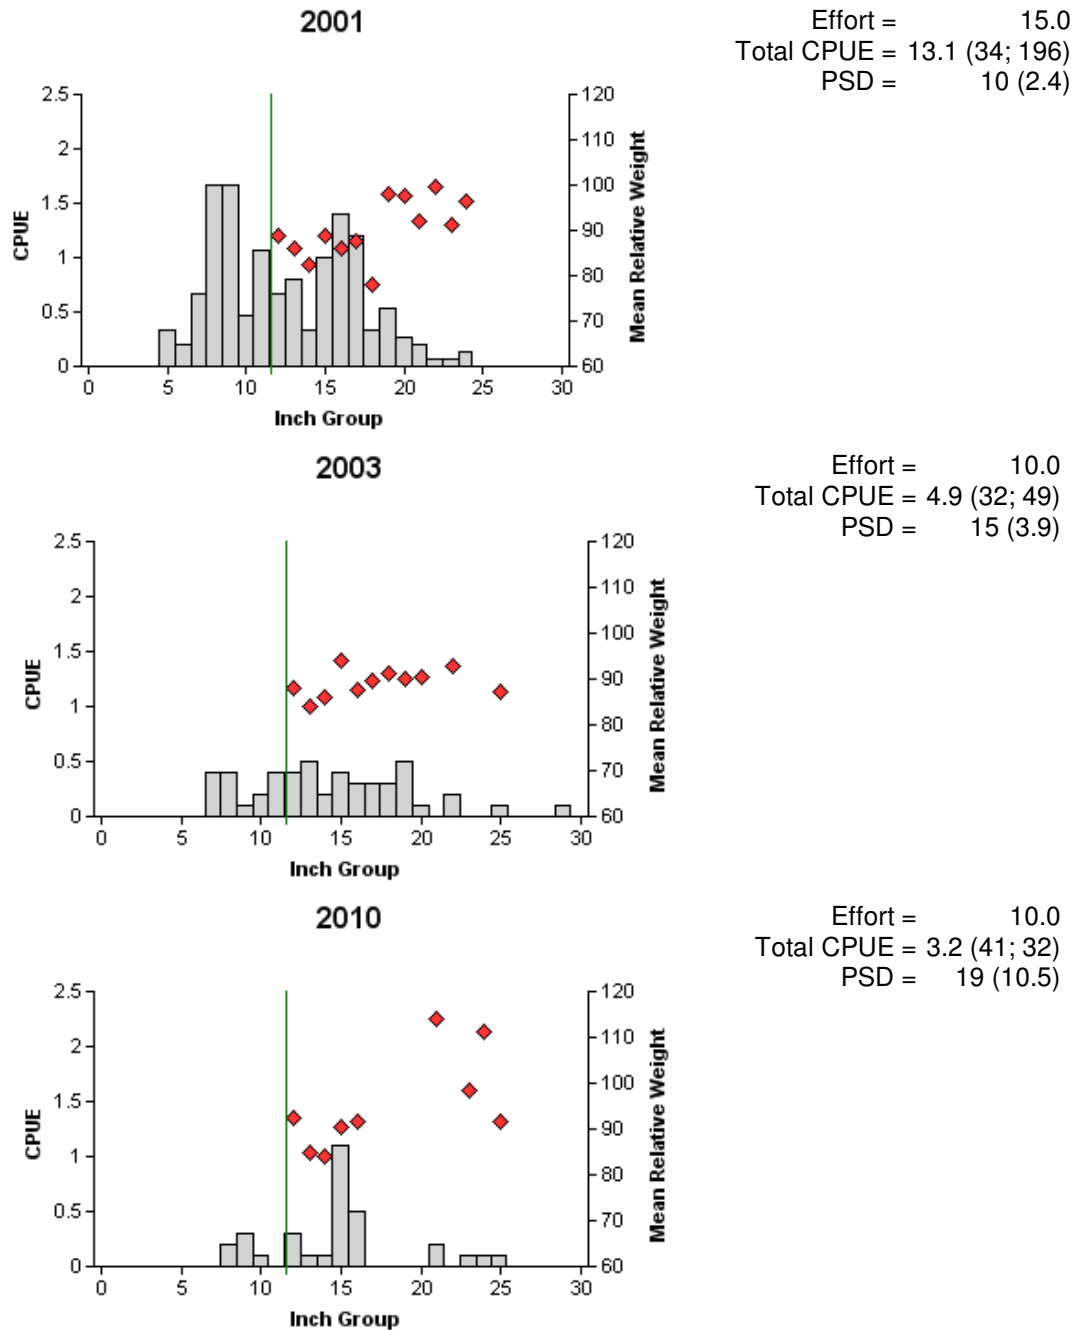 2001
Effort = 15.0
Total CPUE = 13.1 (34; 196)
PSD = 10 (2.4)
2.5
2
1.5
1
0.5
0
CPUE
120
110
100
90
80
70
60
Mean Relative Weight
0 5 10 15 20 25 30
Inch Group
2003
Effort = 10.0
Total CPUE = 4.9 (32; 49)
PSD = 15 (3.9)
2.5
2
1.5
1
0.5
0
CPUE
120
110
100
90
80
70
60
Mean Relative Weight
0 5 10 15 20 25 30
Inch Group
2010
Effort = 10.0
Total CPUE = 3.2 (41; 32)
PSD = 19 (10.5)
2.5
2
1.5
1
0.5
0
CPUE
120
110
100
90
80
70
60
Mean Relative Weight
0 5 10 15 20 25 30
Inch Group